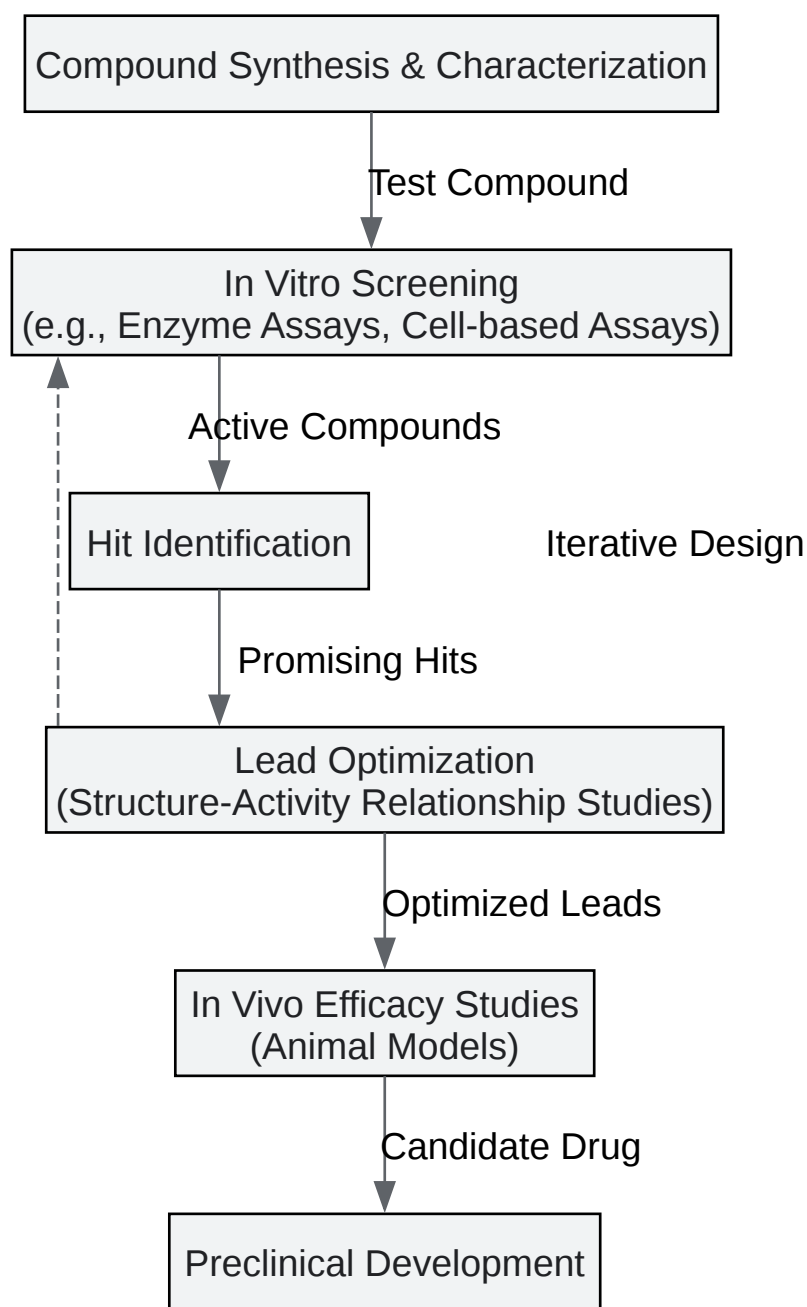 Compound Synthesis & Characterization
Test Compound
In Vitro Screening
(e.g., Enzyme Assays, Cell-based Assays)
Active Compounds
Hit Identification
Iterative Design
Promising Hits
Lead Optimization
(Structure-Activity Relationship Studies)
Optimized Leads
In Vivo Efficacy Studies
(Animal Models)
Candidate Drug
Preclinical Development